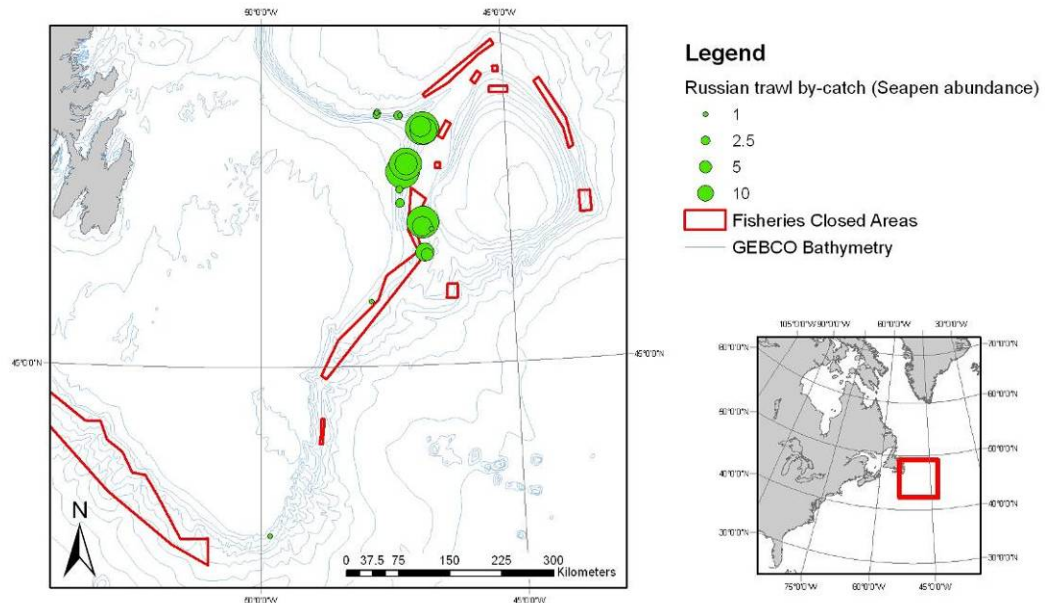 50°0'0"W
45°0'0"W
45°0'0"N
45°0'0"N
N
0 37.5 75 150 225 300
Kilometers
50°0'0"W
45°0'0"W
Legend
Russian trawl by-catch (Seapen abundance)
1
2.5
5
10
Fisheries Closed Areas
GEBCO Bathymetry
105°0'0"W
90°0'0"W
60°0'0"W
30°0'0"W
70°0'0"N
60°0'0"N
60°0'0"N
50°0'0"N
50°0'0"N
40°0'0"N
40°0'0"N
30°0'0"N
30°0'0"N
75°0'0"W
60°0'0"W
45°0'0"W